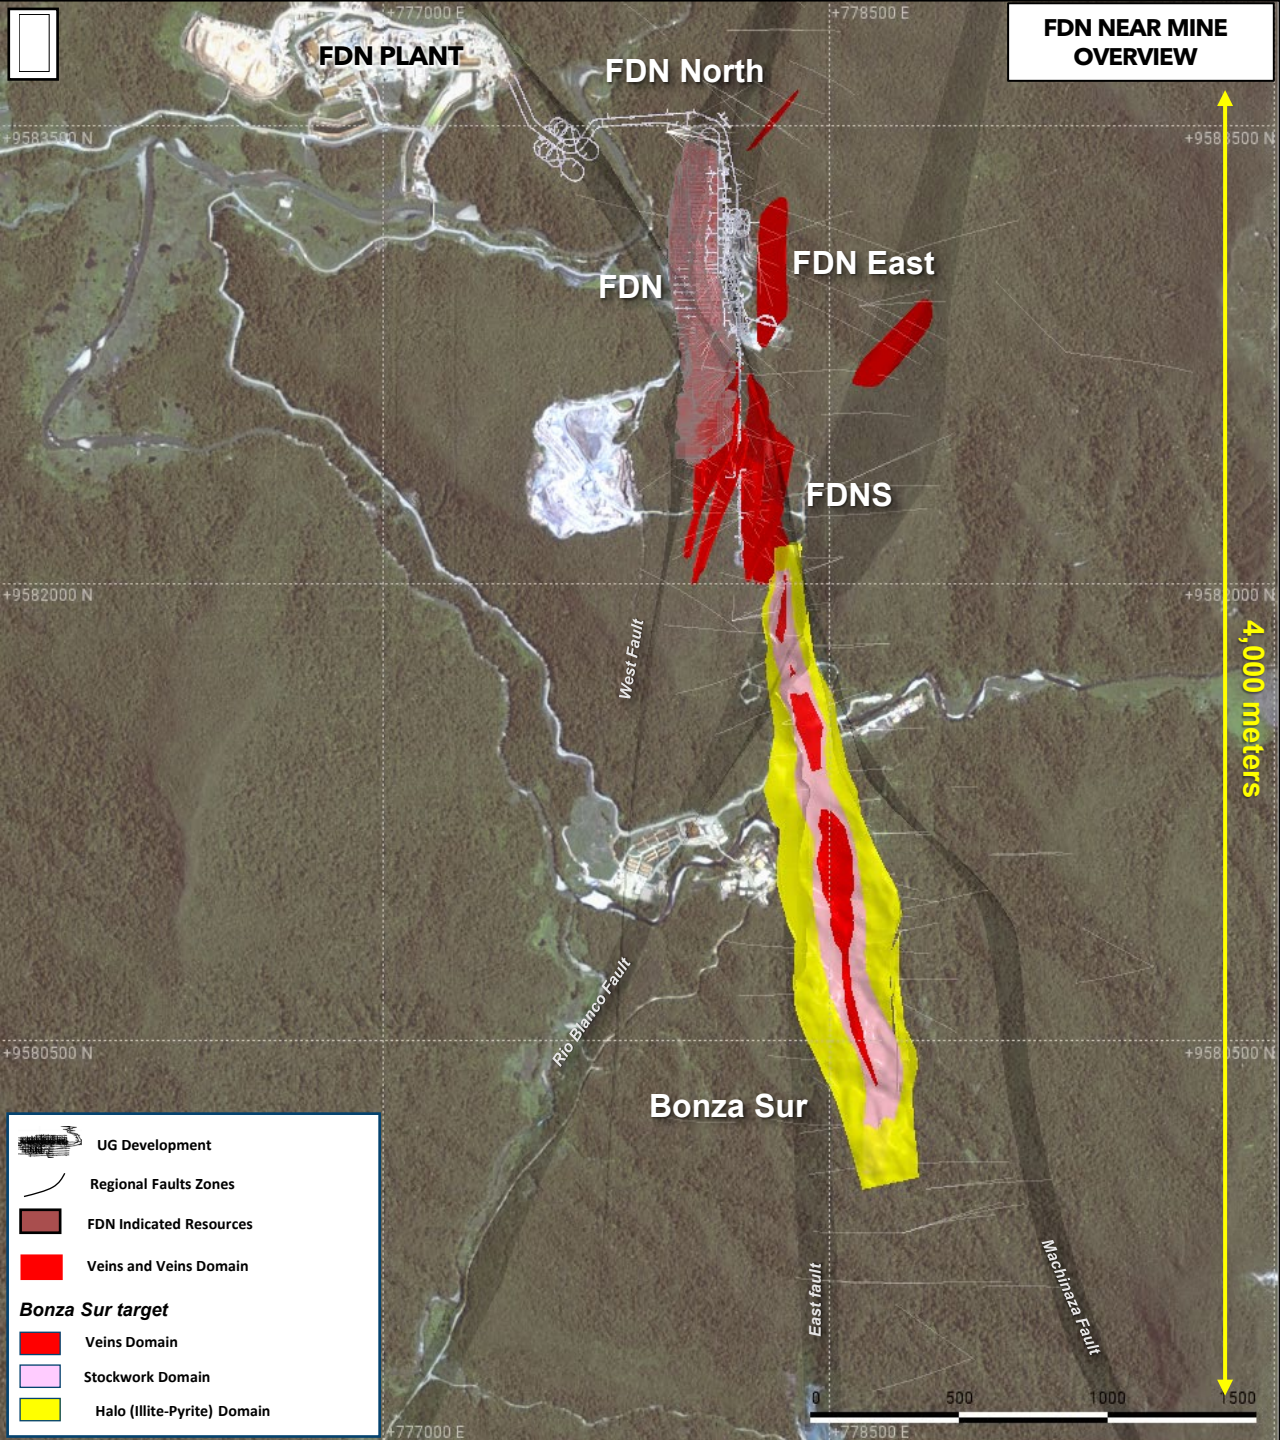 +777000 E
+778500 E
FDN NEAR MINE
OVERVIEW
FDN PLANT
FDN North
+9583500 N
+9583500 N
FDN East
FDN
FDNS
+9582000 N
+9582000 N
West Fault
4,000 meters
Rio Blanco Fault
+9580500 N
+9580500 N
Bonza Sur
East fault
Machinaza Fault
UG Development
Regional Faults Zones
FDN Indicated Resources
Veins and Veins Domain
Bonza Sur target
Veins Domain
Stockwork Domain
Halo (Illite-Pyrite) Domain
0 500 1000 1500
+777000 E
+778500 E